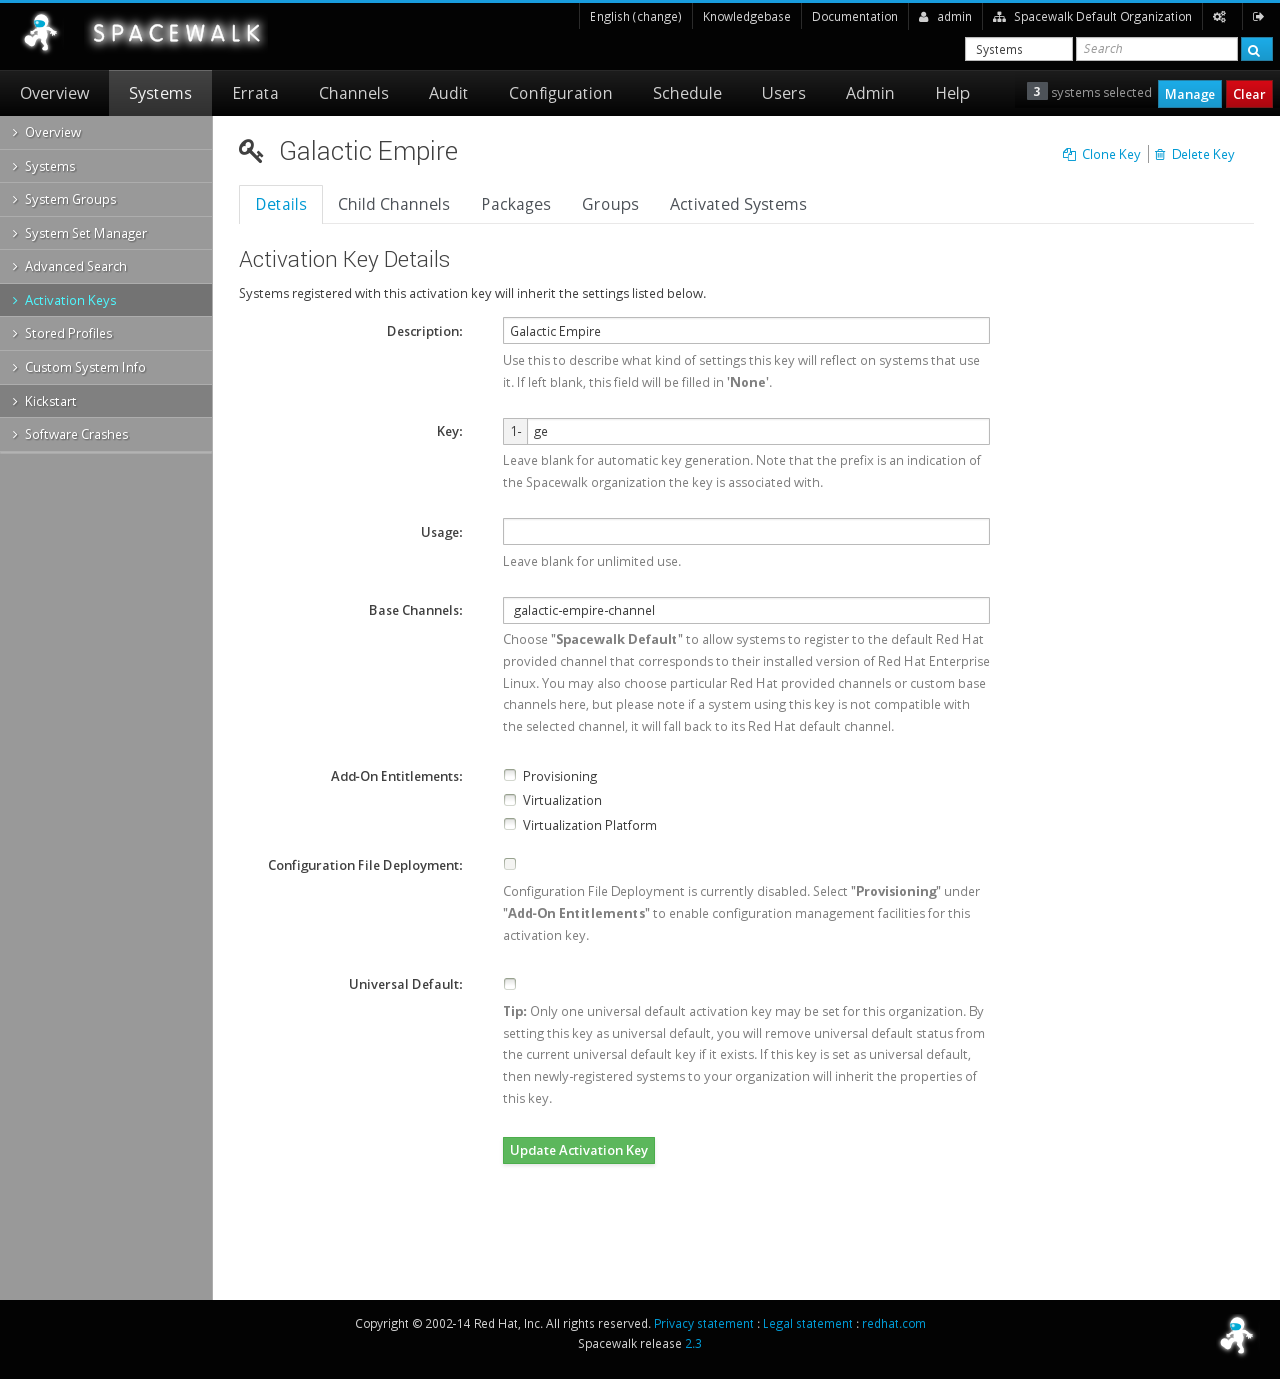 SPACEWALK
English (change) Knowledgebase Documentation admin Spacewalk Default Organization
Systems Search
Overview Systems Errata Channels Audit Configuration Schedule Users Admin Help 3 systems selected Manage Clear
Overview
Systems
System Groups
System Set Manager
Advanced Search
Activation Keys
Stored Profiles
Custom System Info
Kickstart
Software Crashes
Galactic Empire
Clone Key Delete Key
Details Child Channels Packages Groups Activated Systems
Activation Key Details
Systems registered with this activation key will inherit the settings listed below.
Description: Galactic Empire
Use this to describe what kind of settings this key will reflect on systems that use
it. If left blank, this field will be filled in 'None'.
Key: 1- ge
Leave blank for automatic key generation. Note that the prefix is an indication of
the Spacewalk organization the key is associated with.
Usage:
Leave blank for unlimited use.
Base Channels: galactic-empire-channel
Choose "Spacewalk Default" to allow systems to register to the default Red Hat
provided channel that corresponds to their installed version of Red Hat Enterprise
Linux. You may also choose particular Red Hat provided channels or custom base
channels here, but please note if a system using this key is not compatible with
the selected channel, it will fall back to its Red Hat default channel.
Add-On Entitlements: Provisioning
Virtualization
Virtualization Platform
Configuration File Deployment:
Configuration File Deployment is currently disabled. Select "Provisioning" under
"Add-On Entitlements" to enable configuration management facilities for this
activation key.
Universal Default:
Tip: Only one universal default activation key may be set for this organization. By
setting this key as universal default, you will remove universal default status from
the current universal default key if it exists. If this key is set as universal default,
then newly-registered systems to your organization will inherit the properties of
this key.
Update Activation Key
Copyright © 2002-14 Red Hat, Inc. All rights reserved. Privacy statement : Legal statement : redhat.com
Spacewalk release 2.3